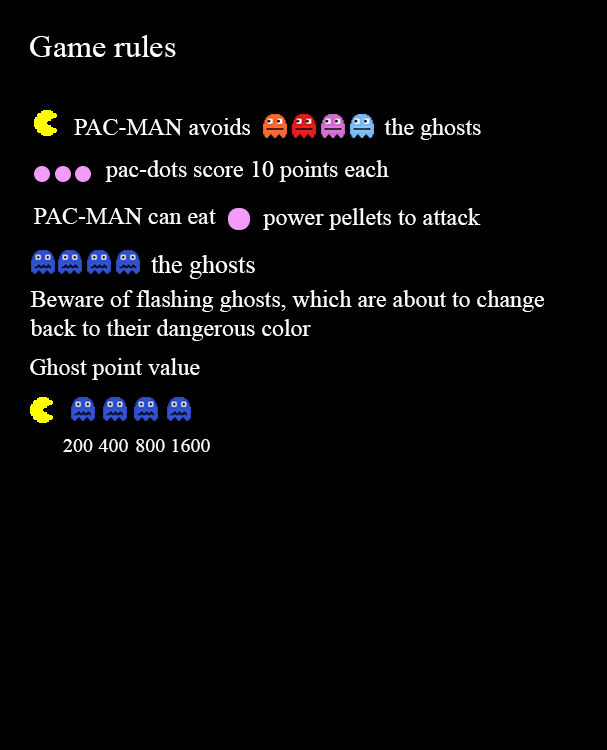 Game rules
PAC-MAN avoids the ghosts
pac-dots score 10 points each
PAC-MAN can eat power pellets to attack
the ghosts
Beware of flashing ghosts, which are about to change
back to their dangerous color
Ghost point value
200 400 800 1600